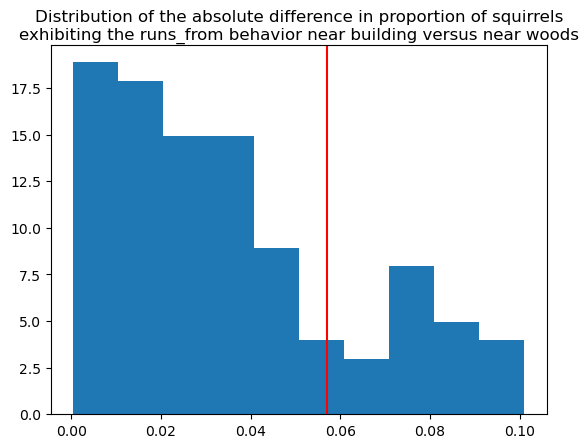 Distribution of the absolute difference in proportion of squirrels
exhibiting the runs_from behavior near building versus near woods
17.5
15.0
12.5
10.0
7.5
5.0
2.5
0.0
0.00 0.02 0.04 0.06 0.08 0.10